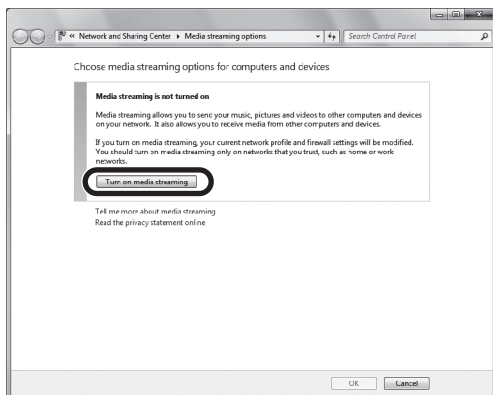 « Network and Sharing Center ▸ Media streaming options
Search Control Panel
Choose media streaming options for computers and devices
Media streaming is not turned on
Media streaming allows you to send your music, pictures and videos to other computers and devices
on your network. It also allows you to receive media from other computers and devices.
If you turn on media streaming, your current network profile and firewall settings will be modified.
You should turn on media streaming only on networks that you trust, such as home or work
networks.
Turn on media streaming
Tell me more about media streaming
Read the privacy statement online
OK
Cancel